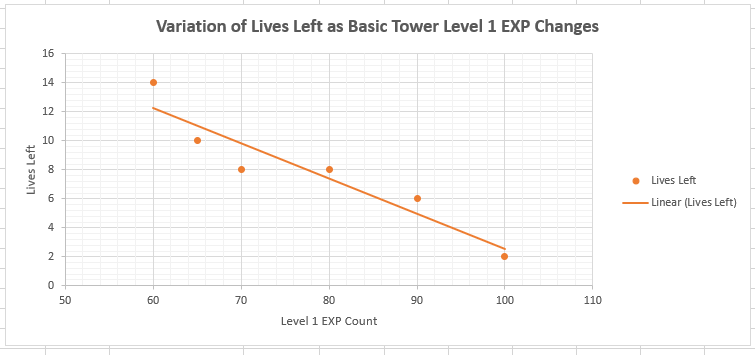 Variation of Lives Left as Basic Tower Level 1 EXP Changes
16
14
12
10
8
6
4
2
0
Lives Left
50 60 70 80 90 100 110
Level 1 EXP Count
Lives Left
Linear (Lives Left)